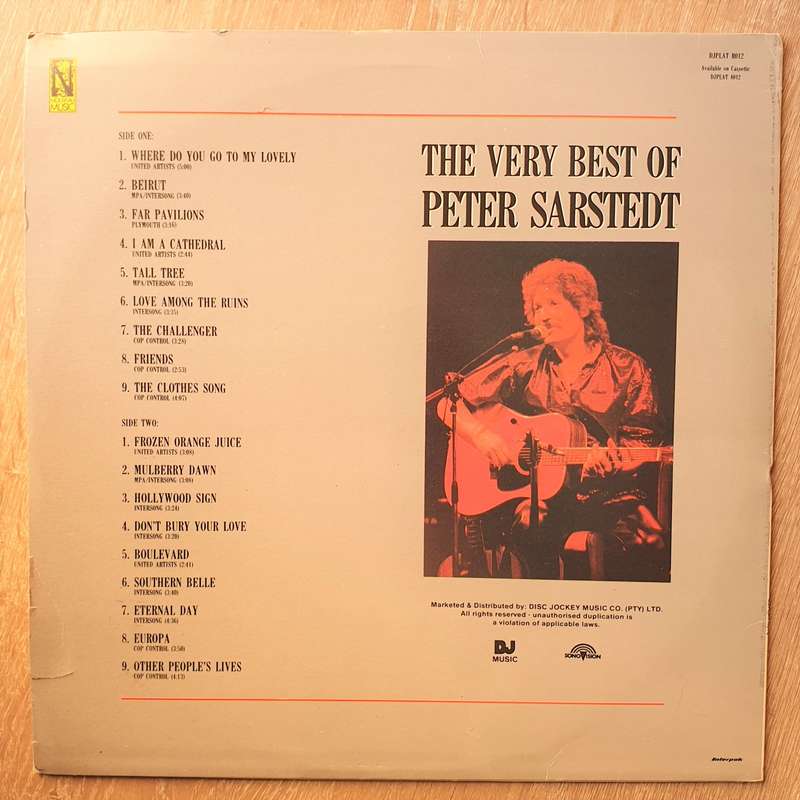 N
MUSIC
DJPLAT 8012
Available on Cassette
DJPLAT 8012
SIDE ONE:
1. WHERE DO YOU GO TO MY LOVELY
UNITED ARTISTS (5:00)
2. BEIRUT
MPA/INTERSONG (3:40)
3. FAR PAVILIONS
PLYMOUTH (3:16)
4. I AM A CATHEDRAL
UNITED ARTISTS (2:44)
5. TALL TREE
MPA/INTERSONG (3:20)
6. LOVE AMONG THE RUINS
INTERSONG (3:35)
7. THE CHALLENGER
COP CONTROL (3:28)
8. FRIENDS
COP CONTROL (2:53)
9. THE CLOTHES SONG
COP CONTROL (4:07)
SIDE TWO:
1. FROZEN ORANGE JUICE
UNITED ARTISTS (3:08)
2. MULBERRY DAWN
MPA/INTERSONG (3:08)
3. HOLLYWOOD SIGN
INTERSONG (3:24)
4. DON'T BURY YOUR LOVE
INTERSONG (3:20)
5. BOULEVARD
UNITED ARTISTS (2:41)
6. SOUTHERN BELLE
INTERSONG (3:40)
7. ETERNAL DAY
INTERSONG (4:36)
8. EUROPA
COP CONTROL (3:50)
9. OTHER PEOPLE'S LIVES
COP CONTROL (4:13)
THE VERY BEST OF
PETER SARSTEDT
Marketed & Distributed by: DISC JOCKEY MUSIC CO. (PTY) LTD.
All rights reserved - unauthorised duplication is
a violation of applicable laws.
DJ
MUSIC
SONOVISION
Interpak